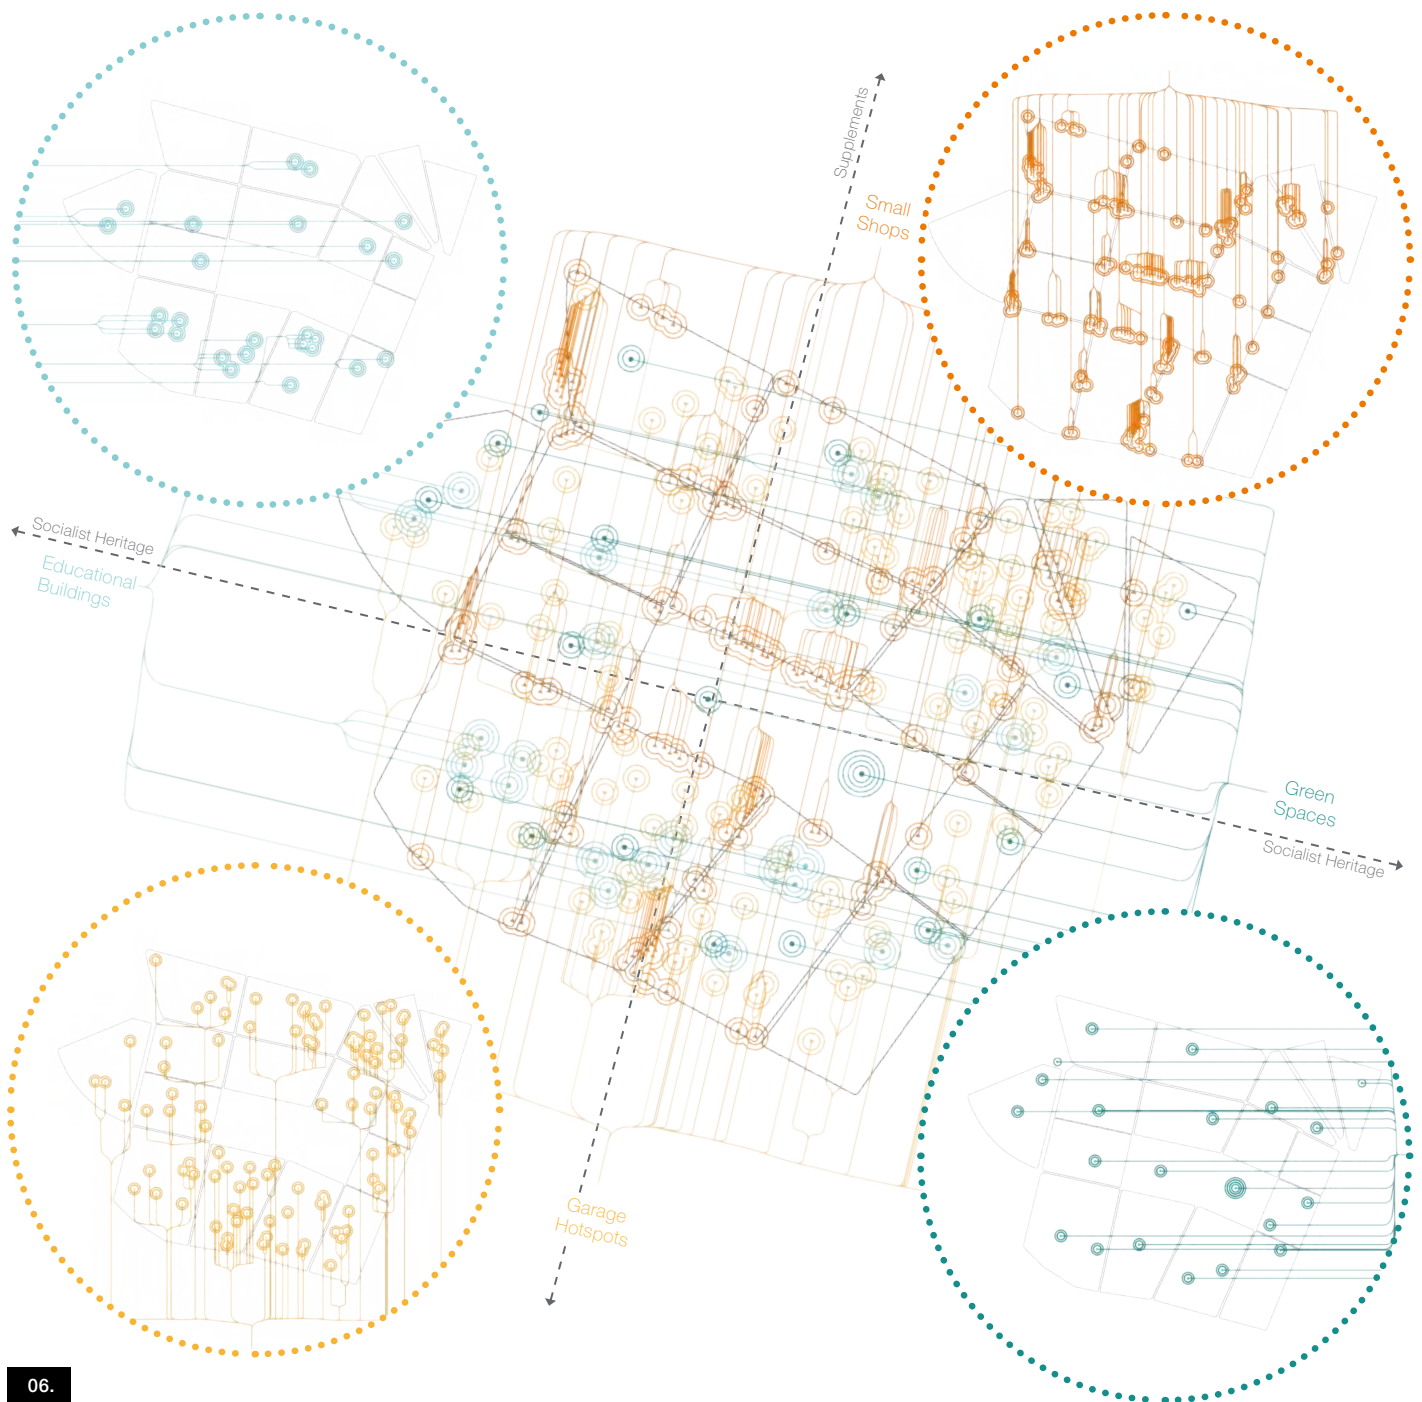 Supplements
Small
Shops
Socialist Heritage
Educational
Buildings
Green
Spaces
Socialist Heritage
Garage
Hotspots
06.